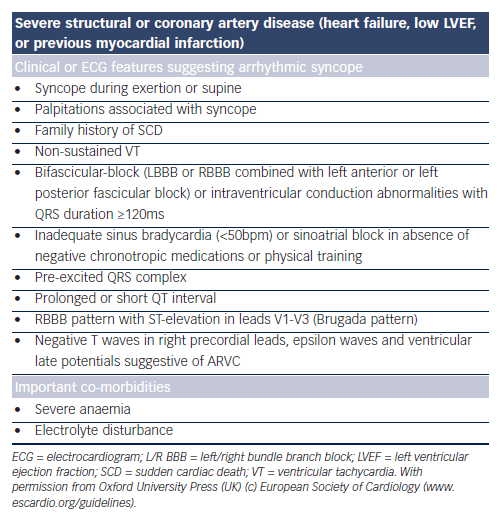 Severe structural or coronary artery disease (heart failure, low LVEF,
or previous myocardial infarction)
Clinical or ECG features suggesting arrhythmic syncope
• Syncope during exertion or supine
• Palpitations associated with syncope
• Family history of SCD
• Non-sustained VT
• Bifascicular-block (LBBB or RBBB combined with left anterior or left
posterior fascicular block) or intraventricular conduction abnormalities with
QRS duration ≥120ms
• Inadequate sinus bradycardia (<50bpm) or sinoatrial block in absence of
negative chronotropic medications or physical training
• Pre-excited QRS complex
• Prolonged or short QT interval
• RBBB pattern with ST-elevation in leads V1-V3 (Brugada pattern)
• Negative T waves in right precordial leads, epsilon waves and ventricular
late potentials suggestive of ARVC
Important co-morbidities
• Severe anaemia
• Electrolyte disturbance
ECG = electrocardiogram; L/R BBB = left/right bundle branch block; LVEF = left ventricular
ejection fraction; SCD = sudden cardiac death; VT = ventricular tachycardia. With
permission from Oxford University Press (UK) (c) European Society of Cardiology (www.
escardio.org/guidelines).